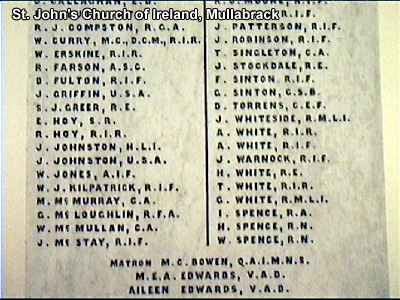 St. John's Church of Ireland, Mullabrack
J. CALLAGHAN, E.B.
R. J. COMPSTON, R.G.A.
W. CURRY, M.C., D.C.M., R.I.R.
W. ERSKINE, R.I.R.
R. FARSON, A.S.C.
D. FULTON, R.I.F.
J. GRIFFIN, U.S.A.
S. J. GREER, R.E.
E. HOY, S.R.
R. HOY, R.I.R.
J. JOHNSTON, H.L.I.
J. JOHNSTON, U.S.A.
W. JONES, A.I.F.
W. J. KILPATRICK, R.I.F.
M. Mc MURRAY, C.A.
G. Mc LOUGHLIN, R.F.A.
W. Mc MULLAN, C.A.
J. Mc STAY, R.I.F.
R. J. MOORE, R.I.F.
R.I.F.
J. PATTERSON, R.I.F.
J. ROBINSON, R.I.F.
T. SINGLETON, C.A.
J. STOCKDALE, R.E.
F. SINTON R.I.F.
G. SINTON, G.S.B.
D. TORRENS, C.E.F.
J. WHITESIDE, R.M.L.I.
A. WHITE, R.I.R.
A. WHITE, R.I.F.
J. WARNOCK, R.I.F.
H. WHITE, R.E.
T. WHITE, R.I.R.
G. WHITE, R.M.L.I.
I. SPENCE, R.A.
H. SPENCE, R.N.
W. SPENCE, R.N.
MATRON M. C. BOWEN, Q.A.I.M.N.S.
M. E. A. EDWARDS, V.A.D.
AILEEN EDWARDS, V.A.D.